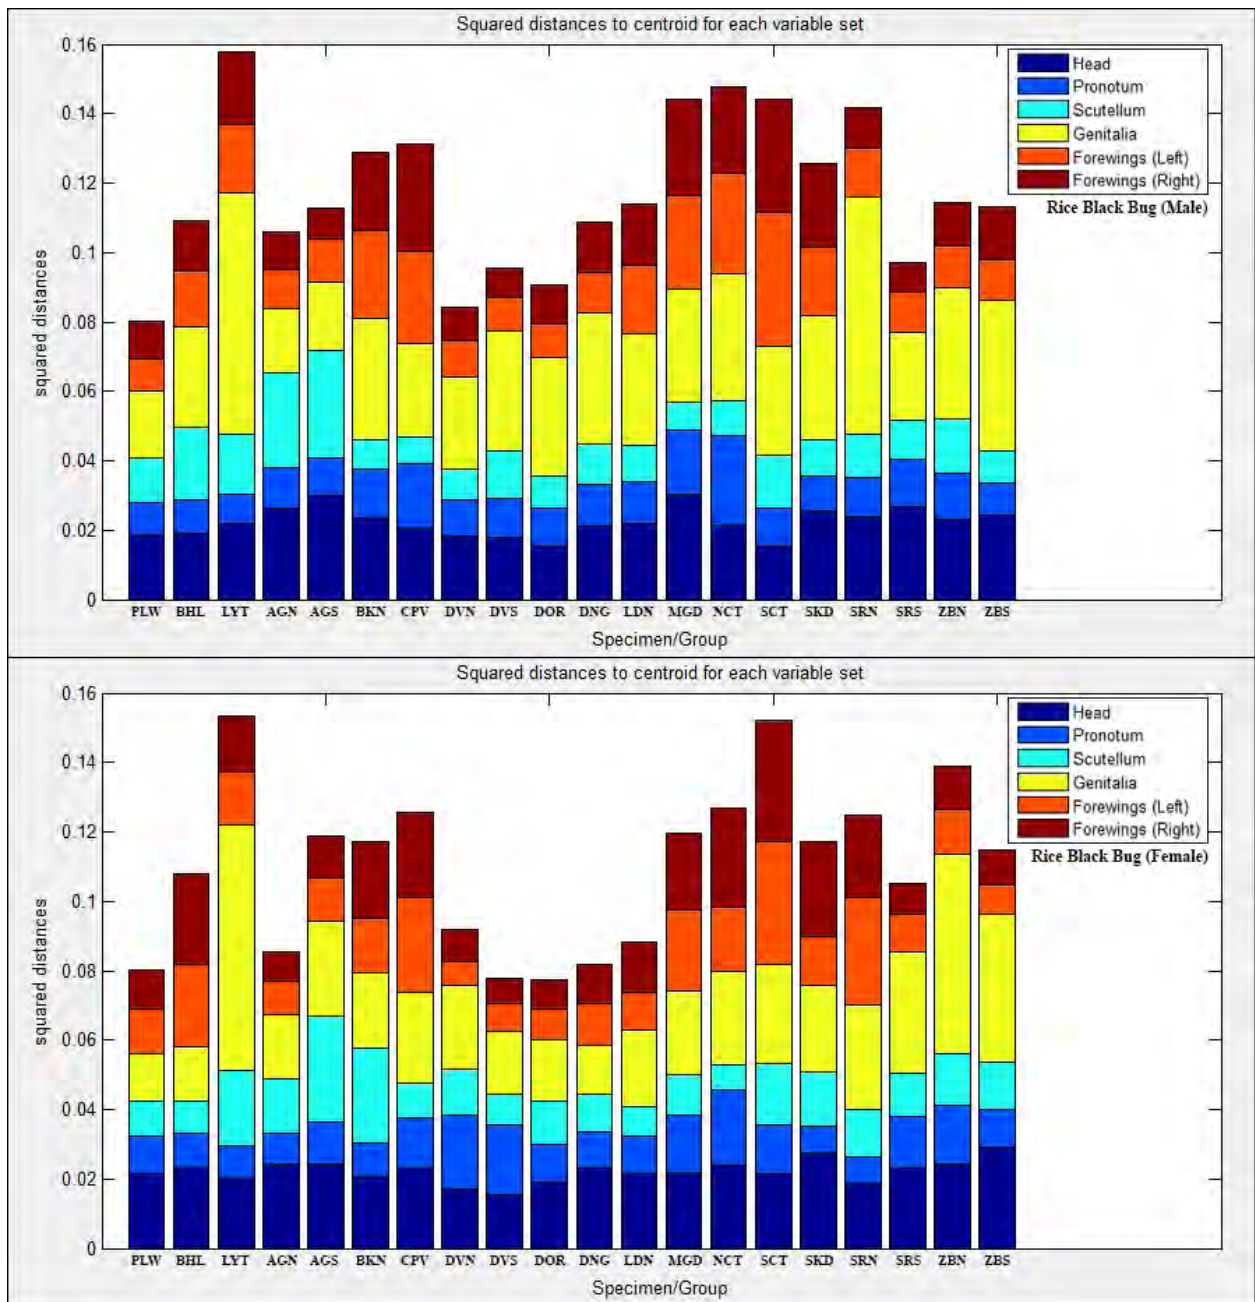 Squared distances to centroid for each variable set
0.16
0.14
0.12
0.1
0.08
0.06
0.04
0.02
0
squared distances
Head
Pronotum
Scutellum
Genitalia
Forewings (Left)
Forewings (Right)
Rice Black Bug (Male)
PLW BHL LYT AGN AGS BKN CPV DVN DVS DOR DNG LDN MGD NCT SCT SKD SRN SRS ZBN ZBS
Specimen/Group
Squared distances to centroid for each variable set
0.16
0.14
0.12
0.1
0.08
0.06
0.04
0.02
0
squared distances
Head
Pronotum
Scutellum
Genitalia
Forewings (Left)
Forewings (Right)
Rice Black Bug (Female)
PLW BHL LYT AGN AGS BKN CPV DVN DVS DOR DNG LDN MGD NCT SCT SKD SRN SRS ZBN ZBS
Specimen/Group